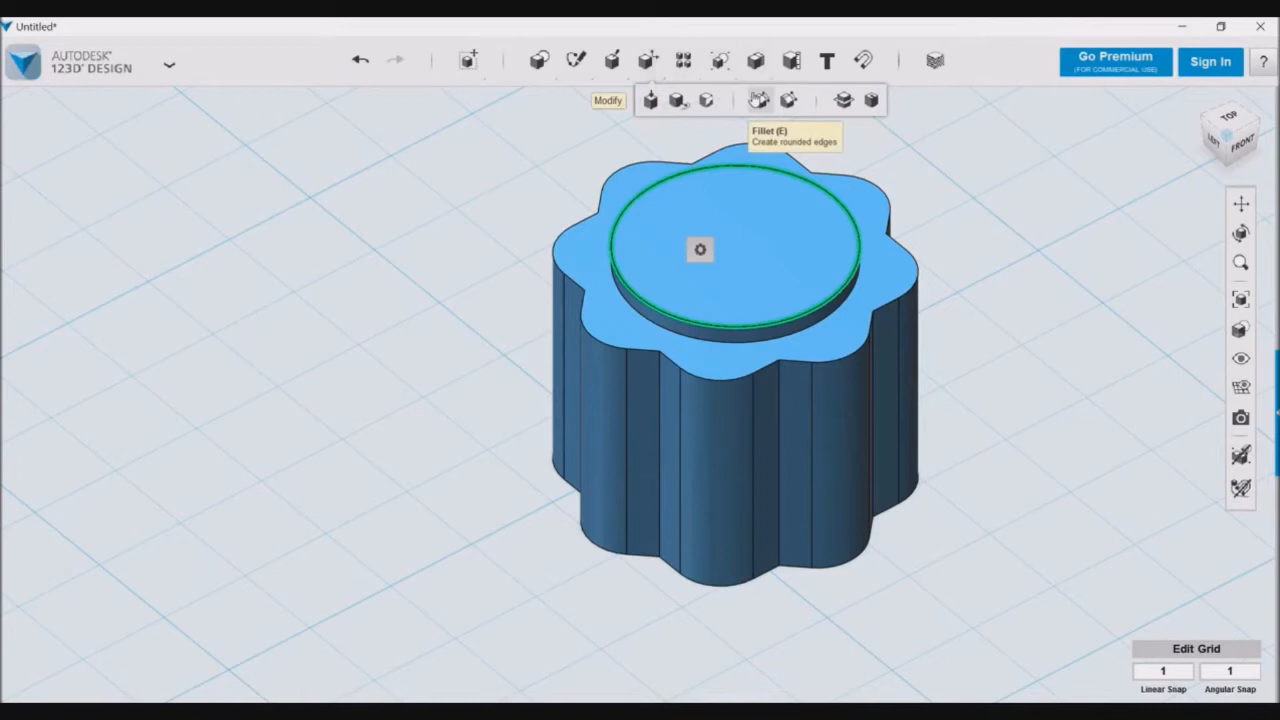 Untitled*
AUTODESK®
123D® DESIGN
Go Premium
(FOR COMMERCIAL USE)
Sign In
?
T
Modify
Fillet (E)
Create rounded edges
TOP
LEFT
FRONT
Edit Grid
1
1
Linear Snap
Angular Snap